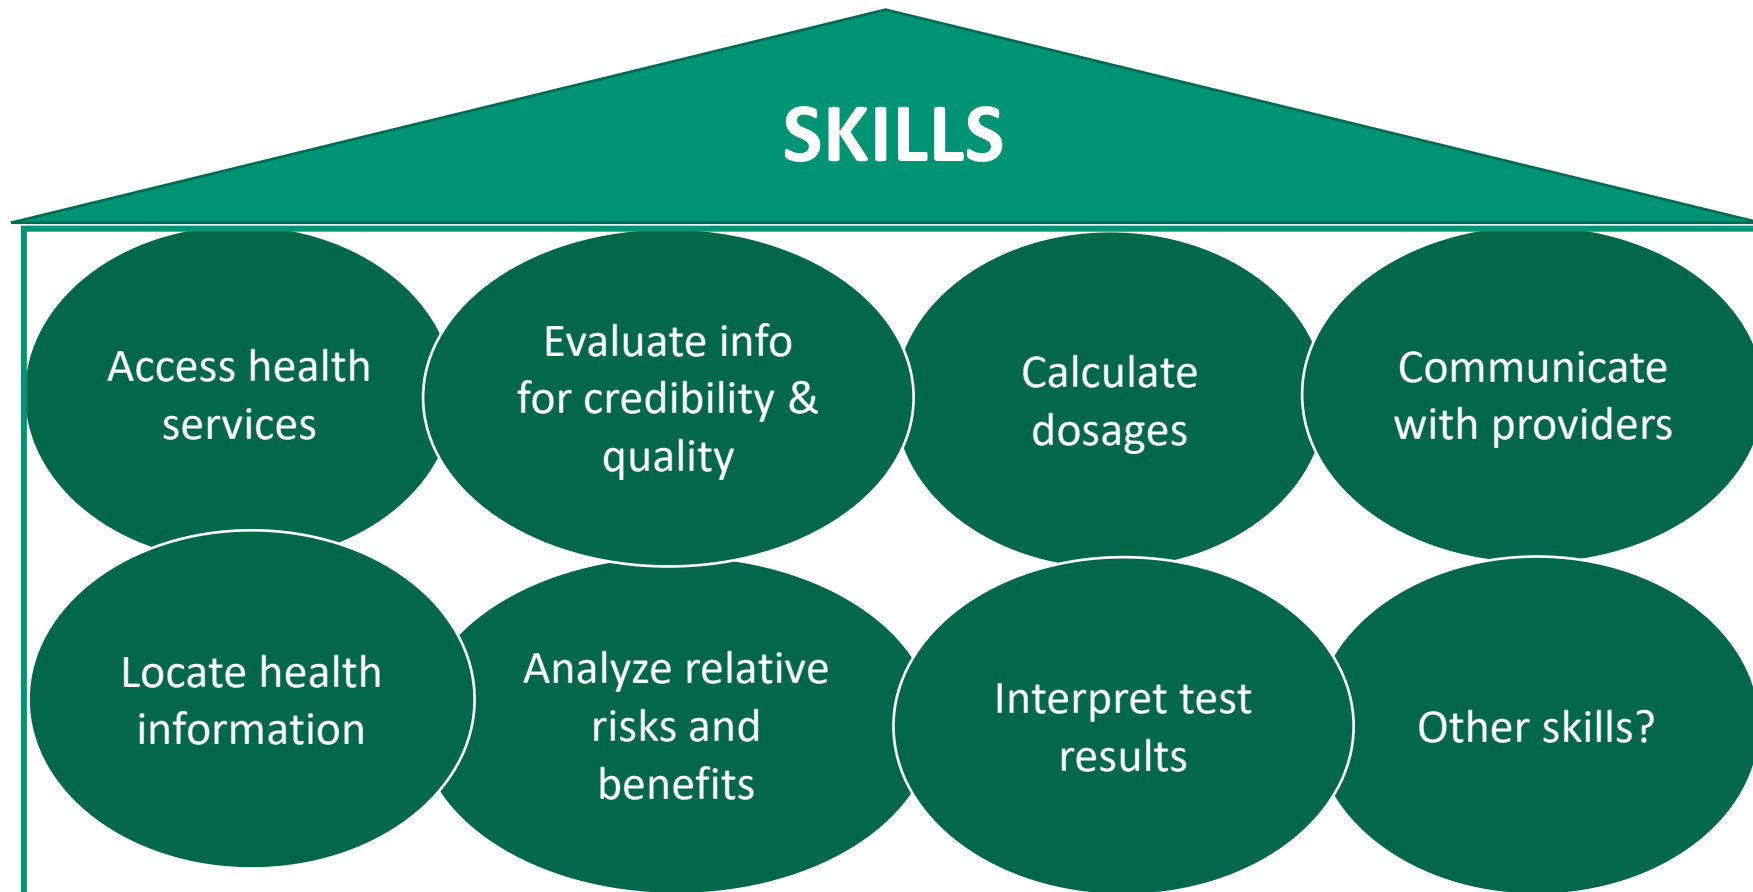 SKILLS
Access health
services
Evaluate info
for credibility &
quality
Calculate
dosages
Communicate
with providers
Locate health
information
Analyze relative
risks and
benefits
Interpret test
results
Other skills?